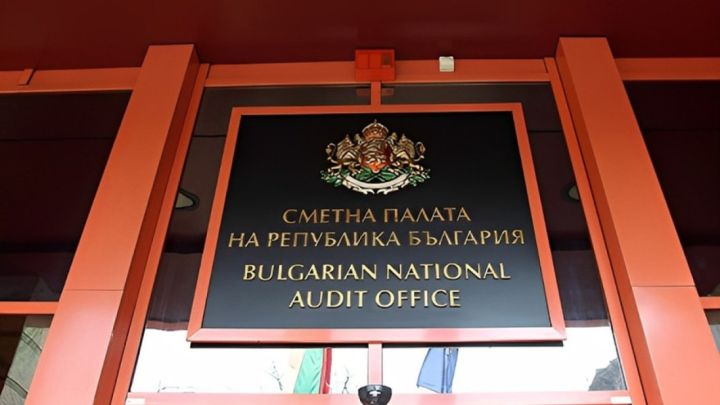 СМЕТНА ПАЛАТА
НА РЕПУБЛИКА БЪЛГАРИЯ
BULGARIAN NATIONAL
AUDIT OFFICE